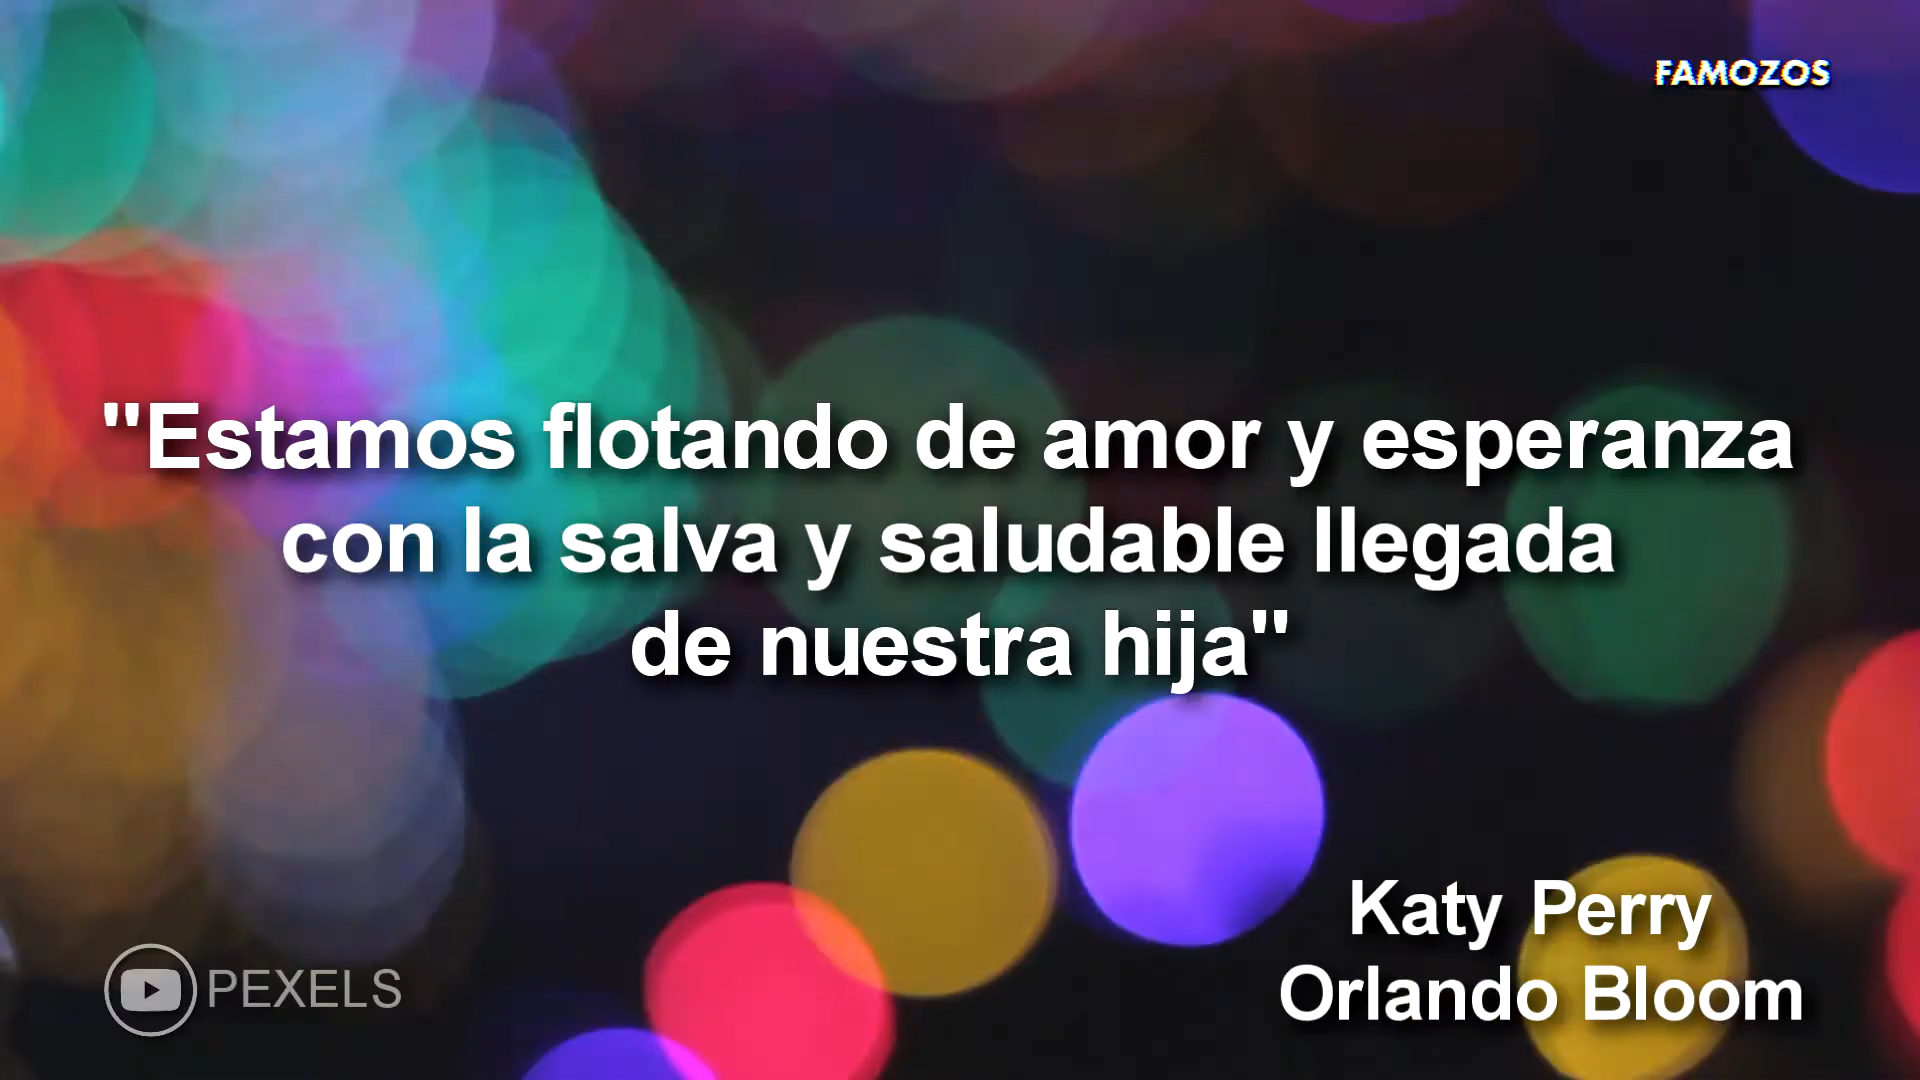 FAMOZOS
"Estamos flotando de amor y esperanza
con la salva y saludable llegada
de nuestra hija"
Katy Perry
Orlando Bloom
PEXELS